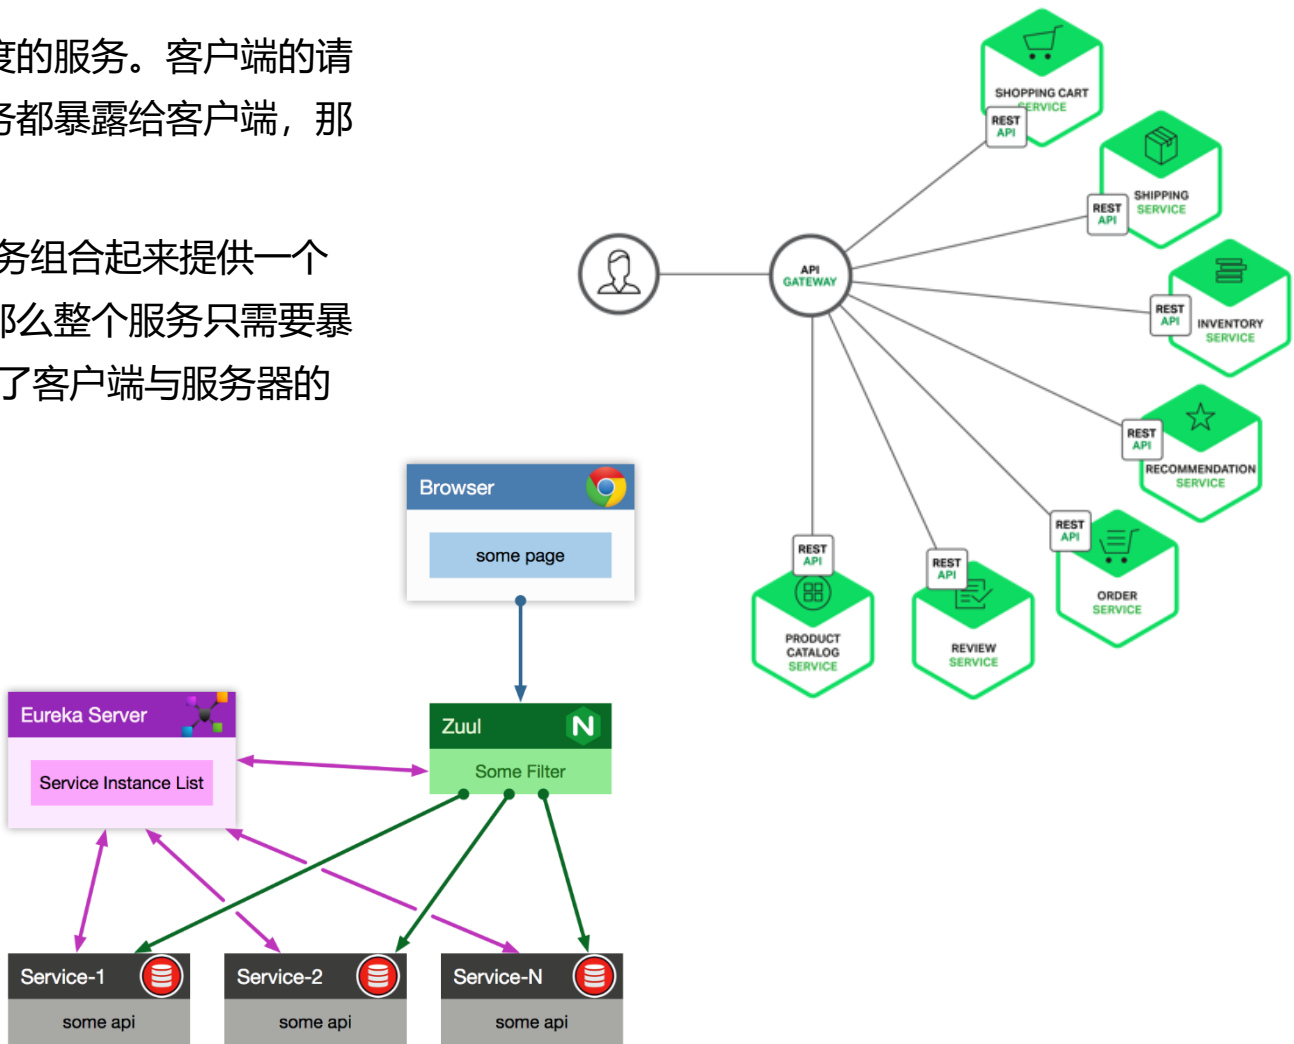 度的服务。客户端的请
务都暴露给客户端，那
务组合起来提供一个
那么整个服务只需要暴
了客户端与服务器的
SHOPPING CART
SERVICE
REST
API
SHIPPING
SERVICE
REST
API
INVENTORY
SERVICE
REST
API
API
GATEWAY
RECOMMENDATION
SERVICE
REST
API
ORDER
SERVICE
REST
API
REVIEW
SERVICE
REST
API
PRODUCT
CATALOG
SERVICE
REST
API
Browser
some page
Eureka Server
Service Instance List
Zuul
N
Some Filter
Service-1
some api
Service-2
some api
Service-N
some api